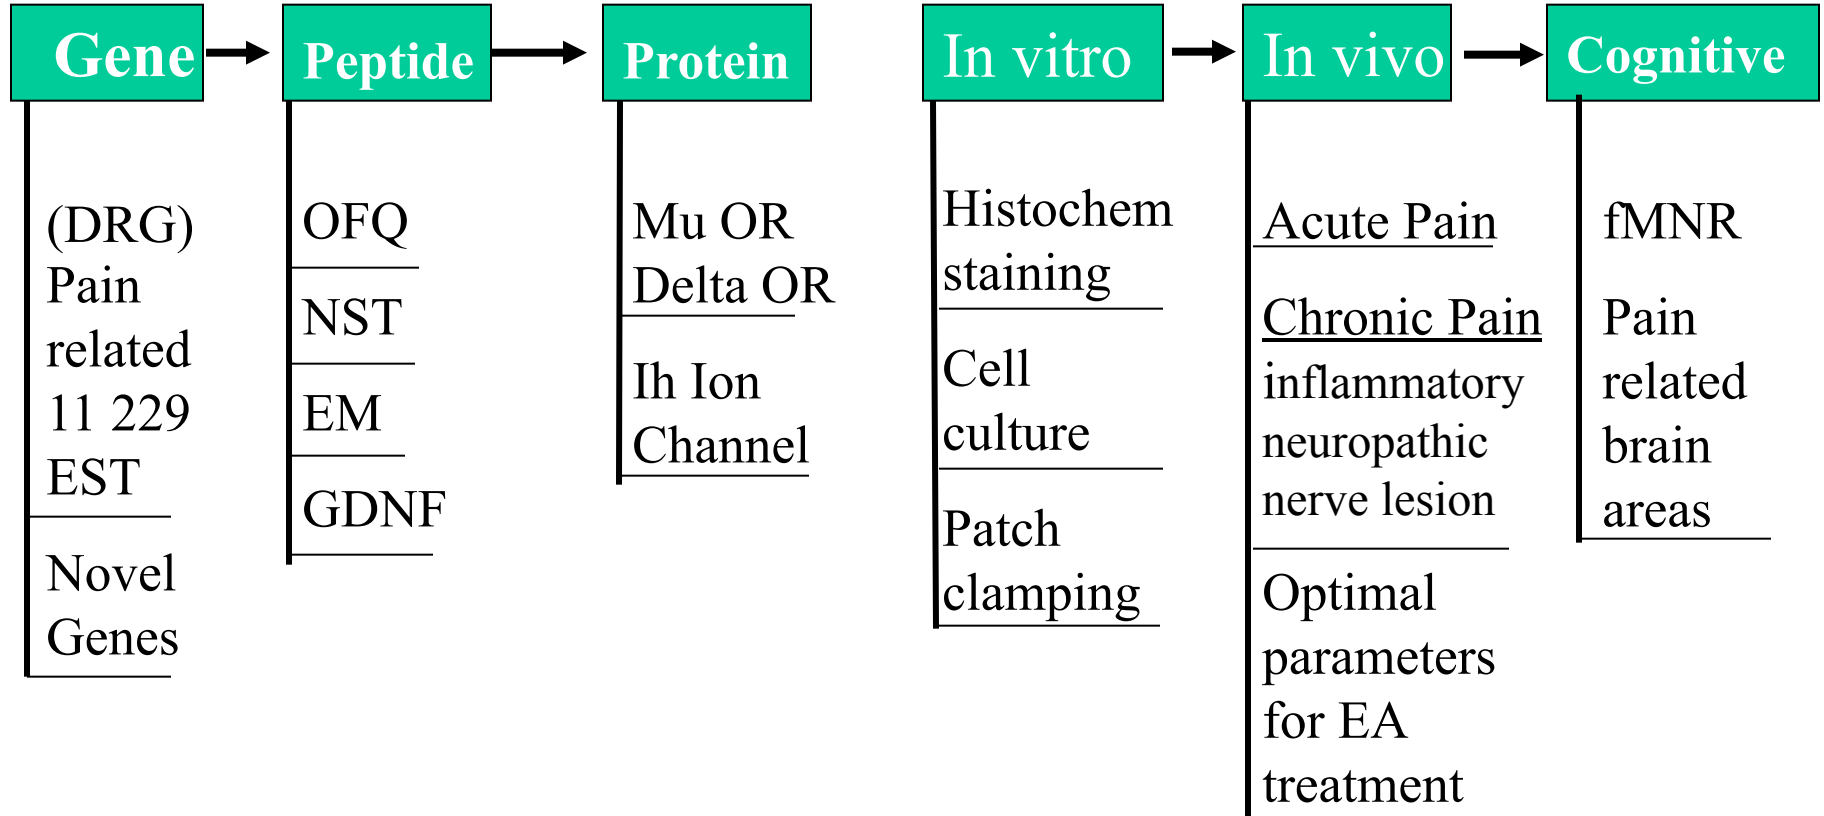 Gene
Peptide
Protein
In vitro
In vivo
Cognitive
(DRG)
Pain
related
11 229
EST
Novel
Genes
OFQ
NST
EM
GDNF
Mu OR
Delta OR
Ih Ion
Channel
Histochem
staining
Cell
culture
Patch
clamping
Acute Pain
Chronic Pain
inflammatory
neuropathic
nerve lesion
Optimal
parameters
for EA
treatment
fMNR
Pain
related
brain
areas